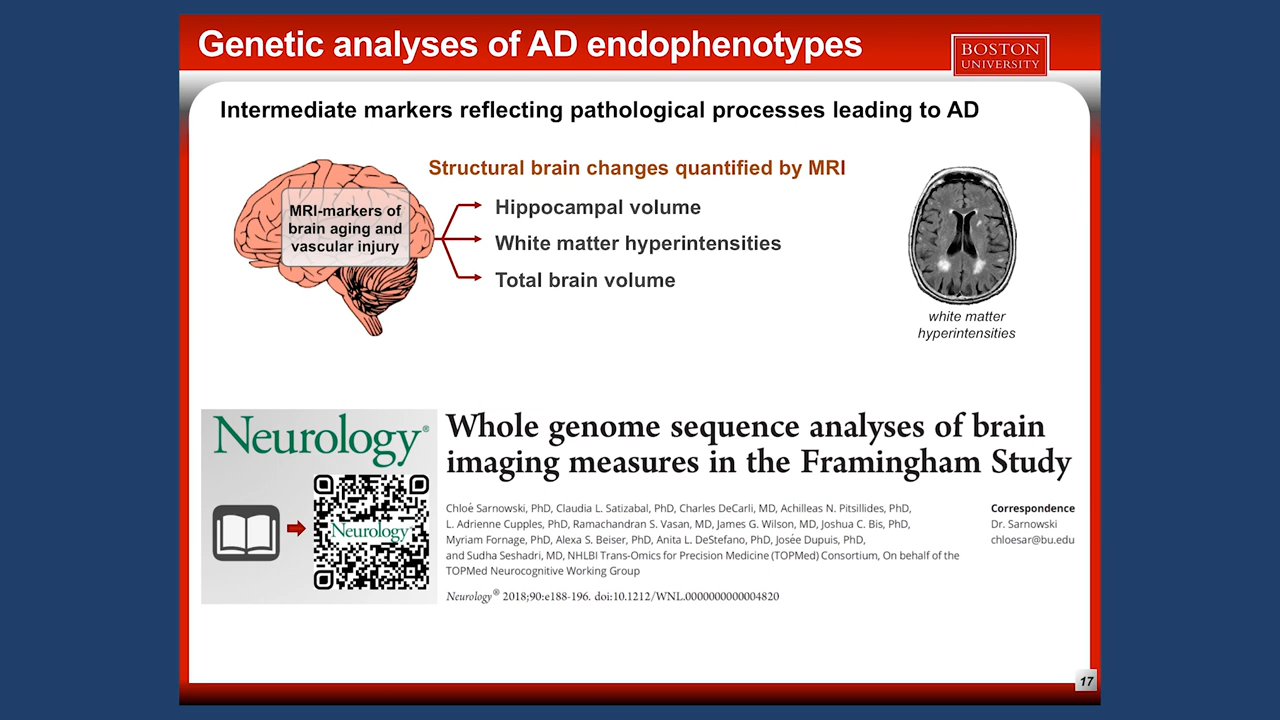 Genetic analyses of AD endophenotypes
BOSTON
UNIVERSITY
Intermediate markers reflecting pathological processes leading to AD
Structural brain changes quantified by MRI
MRI-markers of
brain aging and
vascular injury
Hippocampal volume
White matter hyperintensities
Total brain volume
white matter
hyperintensities
Neurology®
Neurology
Whole genome sequence analyses of brain
imaging measures in the Framingham Study
Chloé Sarnowski, PhD, Claudia L. Satizabal, PhD, Charles DeCarli, MD, Achilleas N. Pitsillides, PhD,
L. Adrienne Cupples, PhD, Ramachandran S. Vasan, MD, James G. Wilson, MD, Joshua C. Bis, PhD,
Myriam Fornage, PhD, Alexa S. Beiser, PhD, Anita L. DeStefano, PhD, Josée Dupuis, PhD,
and Sudha Seshadri, MD, NHLBI Trans-Omics for Precision Medicine (TOPMed) Consortium, On behalf of the
TOPMed Neurocognitive Working Group
Neurology® 2018;90:e188-196. doi:10.1212/WNL.0000000000004820
Correspondence
Dr. Sarnowski
chloesar@bu.edu
17